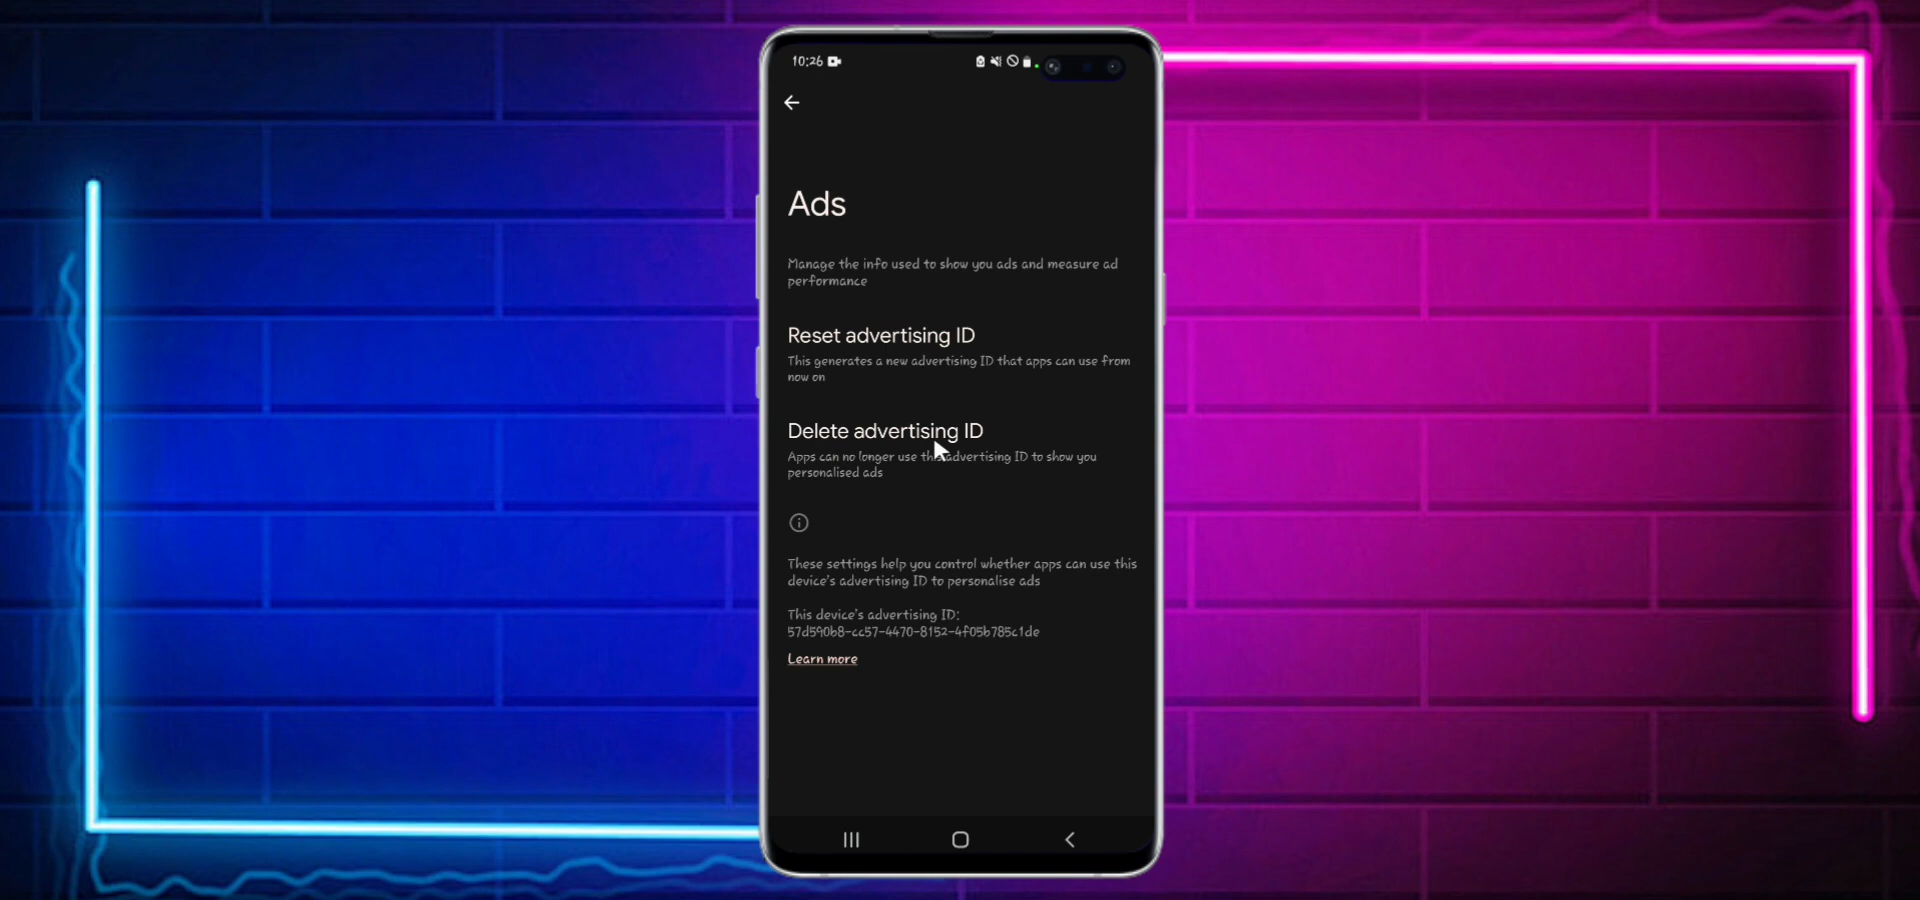 10:26
Ads
Manage the info used to show you ads and measure ad
performance
Reset advertising ID
This generates a new advertising ID that apps can use from
now on
Delete advertising ID
Apps can no longer use this advertising ID to show you
personalised ads
These settings help you control whether apps can use this
device's advertising ID to personalise ads
This device's advertising ID:
57d590b8-cc57-4470-8152-4f05b785c1de
Learn more